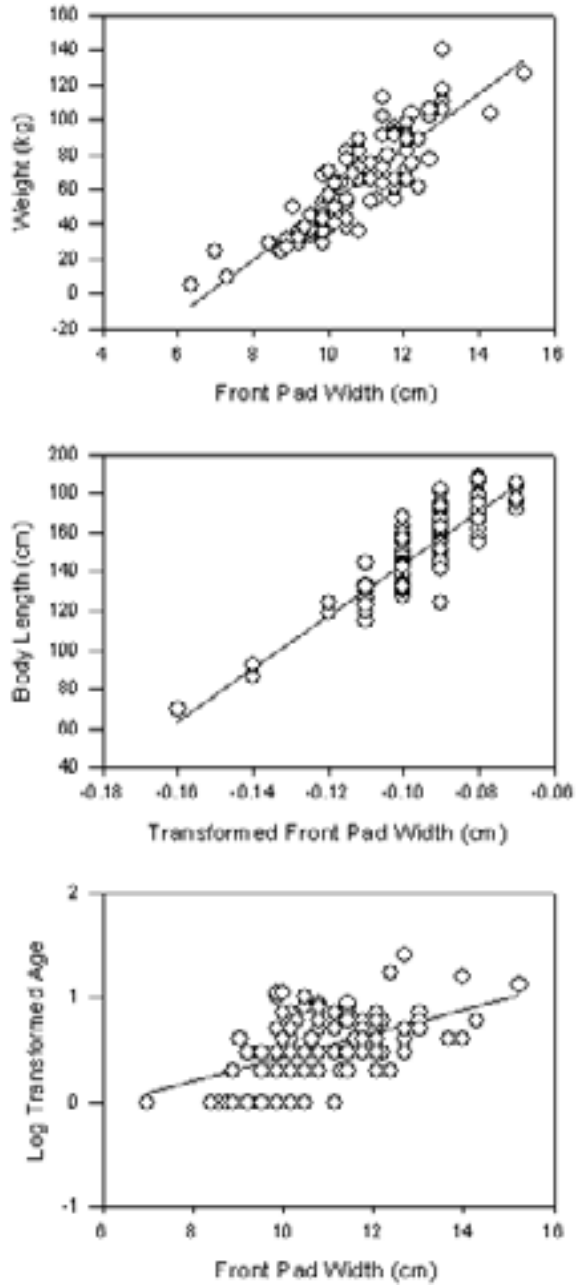 160
140
120
100
80
60
40
20
0
-20
Weight (kg)
4 6 8 10 12 14 16
Front Pad Width (cm)
200
180
160
140
120
100
80
60
40
Body Length (cm)
-0.18 -0.16 -0.14 -0.12 -0.10 -0.08 -0.06
Transformed Front Pad Width (cm)
2
1
0
-1
Log Transformed Age
6 8 10 12 14 16
Front Pad Width (cm)